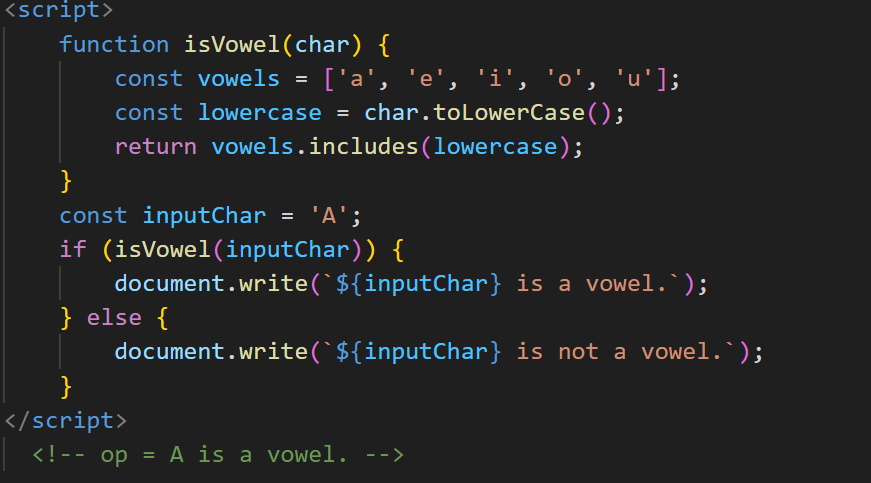 <script>
function isVowel(char) {
const vowels = ['a', 'e', 'i', 'o', 'u'];
const lowercase = char.toLowerCase();
return vowels.includes(lowercase);
}
const inputChar = 'A';
if (isVowel(inputChar)) {
document.write(`${inputChar} is a vowel.`);
} else {
document.write(`${inputChar} is not a vowel.`);
}
</script>
<!-- op = A is a vowel. -->